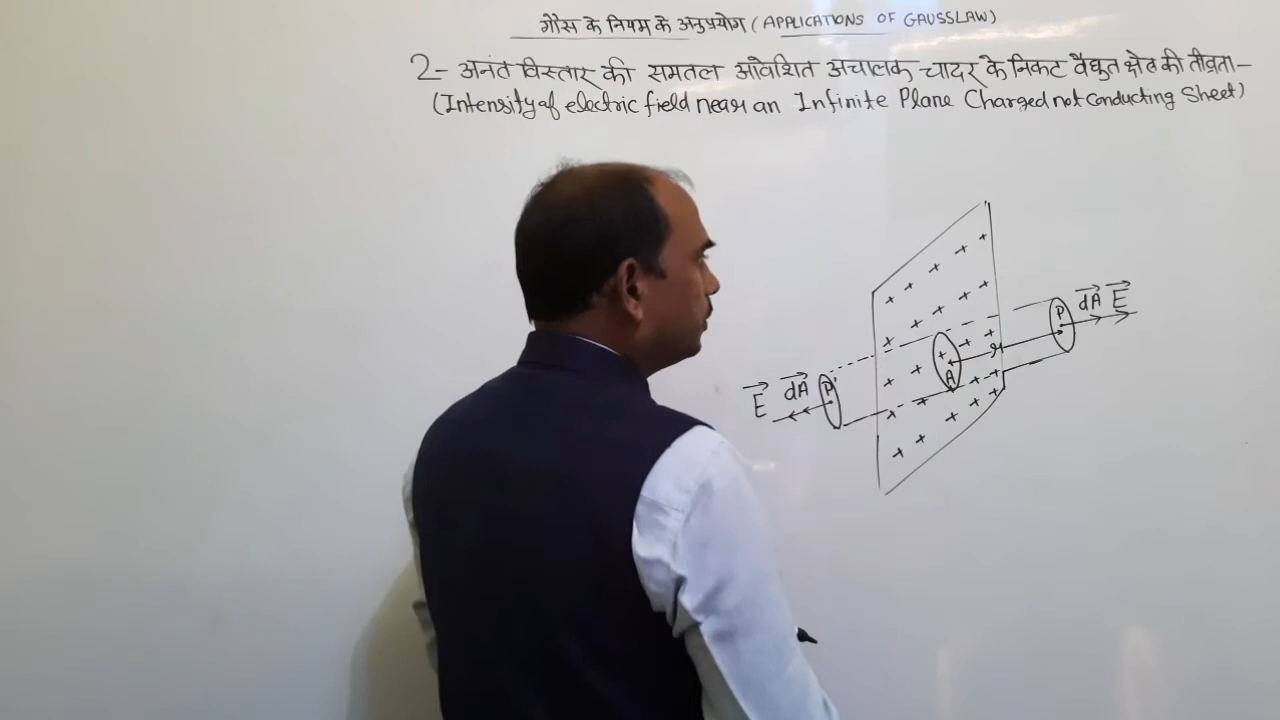 गौस के नियम के अनुप्रयोग (APPLICATIONS OF GAUSSLAW)
2- अनंत विस्तार की समतल आवेशित अचालक चादर के निकट वैद्युत क्षेत्र की तीव्रता-
(Intensity of electric field near an Infinite Plane Charged not conducting Sheet)
P dA E
r
A
E dA P'